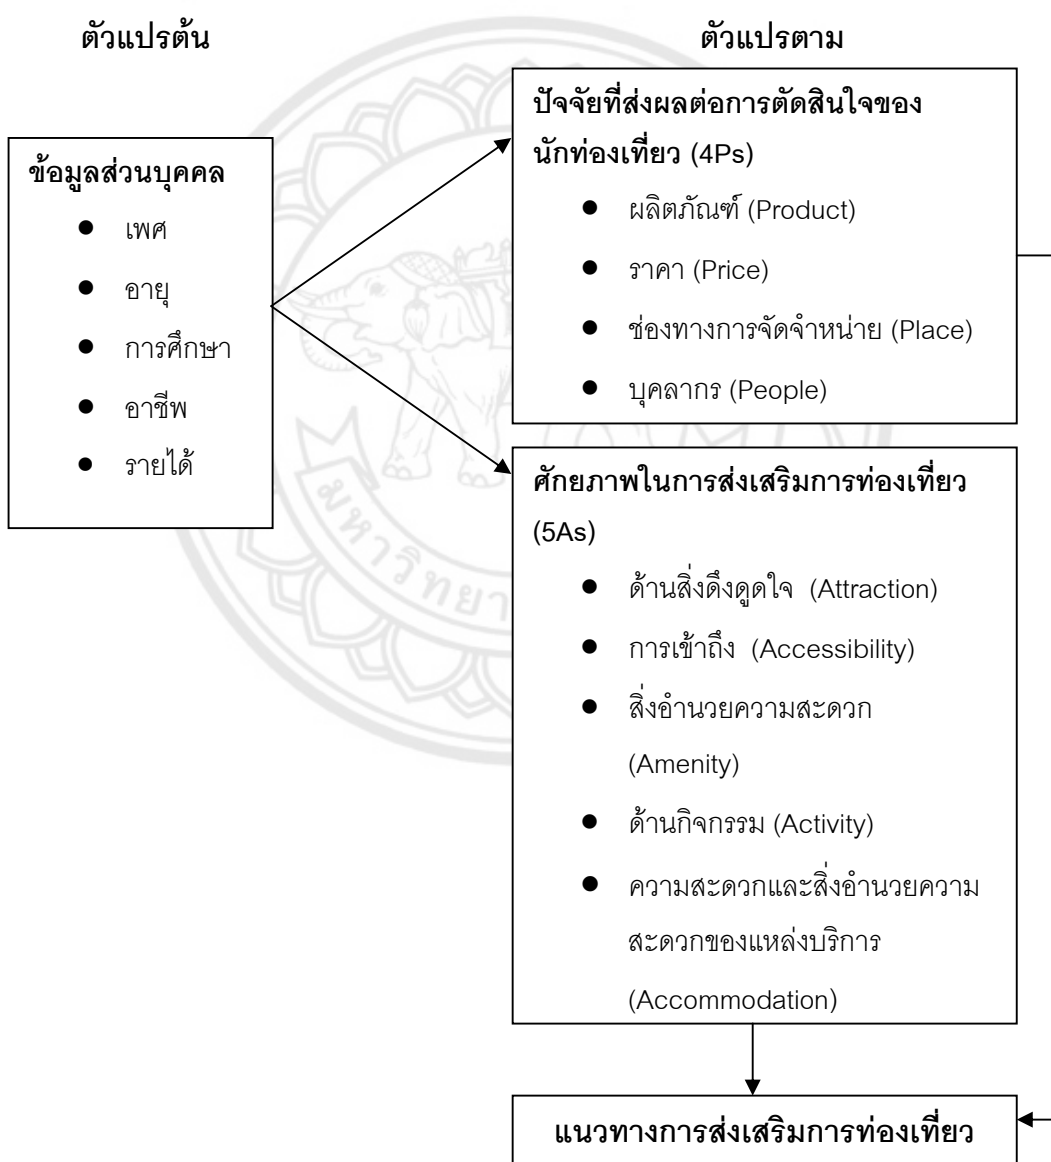 ตัวแปรต้น
ตัวแปรตาม
ข้อมูลส่วนบุคคล
● เพศ
● อายุ
● การศึกษา
● อาชีพ
● รายได้
ปัจจัยที่ส่งผลต่อการตัดสินใจของ
นักท่องเที่ยว (4Ps)
● ผลิตภัณฑ์ (Product)
● ราคา (Price)
● ช่องทางการจัดจำหน่าย (Place)
● บุคลากร (People)
ศักยภาพในการส่งเสริมการท่องเที่ยว
(5As)
● ด้านสิ่งดึงดูดใจ (Attraction)
● การเข้าถึง (Accessibility)
● สิ่งอำนวยความสะดวก
(Amenity)
● ด้านกิจกรรม (Activity)
● ความสะดวกและสิ่งอำนวยความ
สะดวกของแหล่งบริการ
(Accommodation)
แนวทางการส่งเสริมการท่องเที่ยว